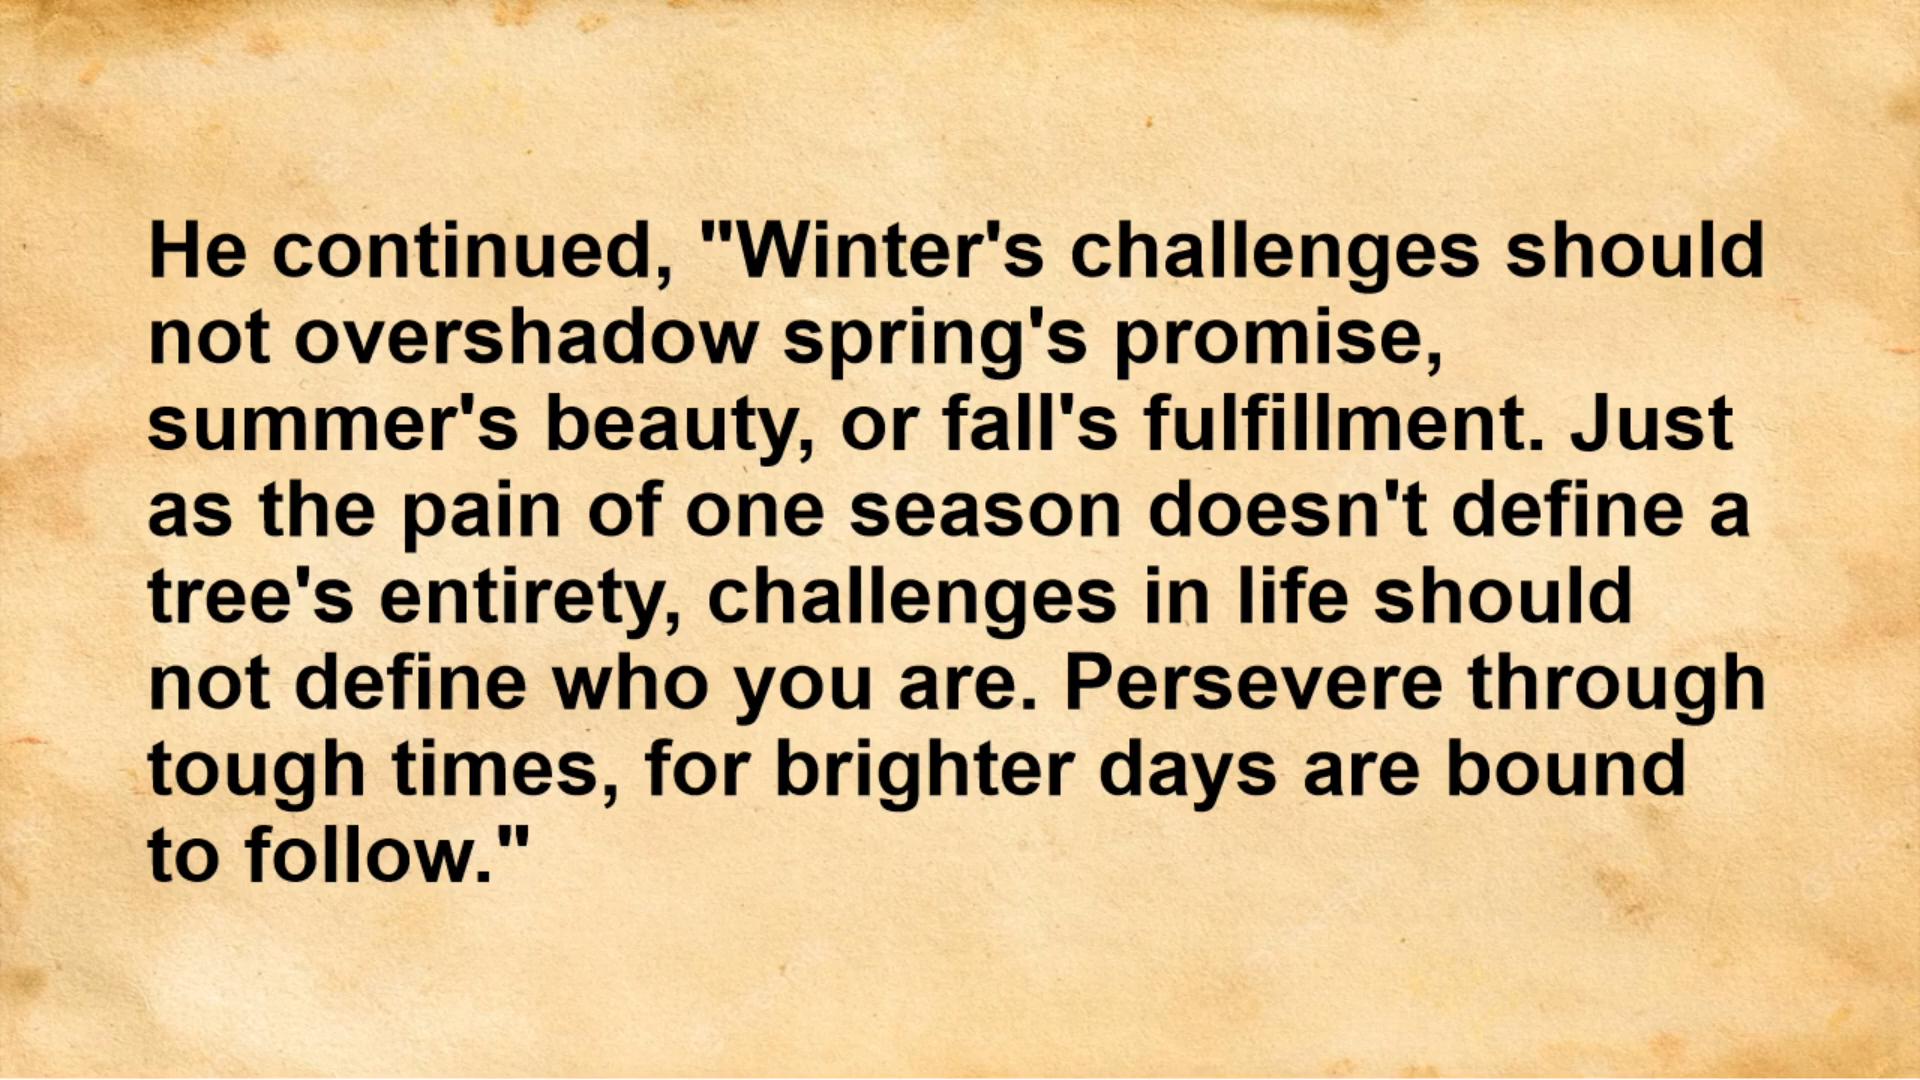 He continued, "Winter's challenges should
not overshadow spring's promise,
summer's beauty, or fall's fulfillment. Just
as the pain of one season doesn't define a
tree's entirety, challenges in life should
not define who you are. Persevere through
tough times, for brighter days are bound
to follow."